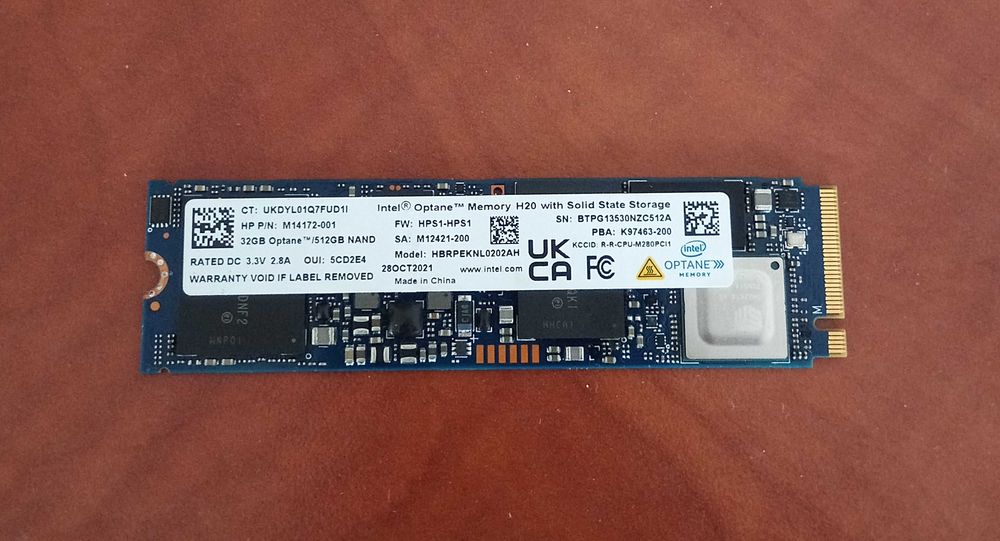 CT: UKDYL01Q7FUD1I
HP P/N: M14172-001
32GB Optane™/512GB NAND
RATED DC 3.3V 2.8A OUI: 5CD2E4
WARRANTY VOID IF LABEL REMOVED
Intel® Optane™ Memory H20 with Solid State Storage
FW: HPS1-HPS1
SA: M12421-200
Model: HBRPEKNL0202AH
28OCT2021 www.intel.com
Made in China
SN: BTPG13530NZC512A
PBA: K97463-200
KCCID: R-R-CPU-M280PCI1
UK
CA
FC
intel
OPTANE
MEMORY
M